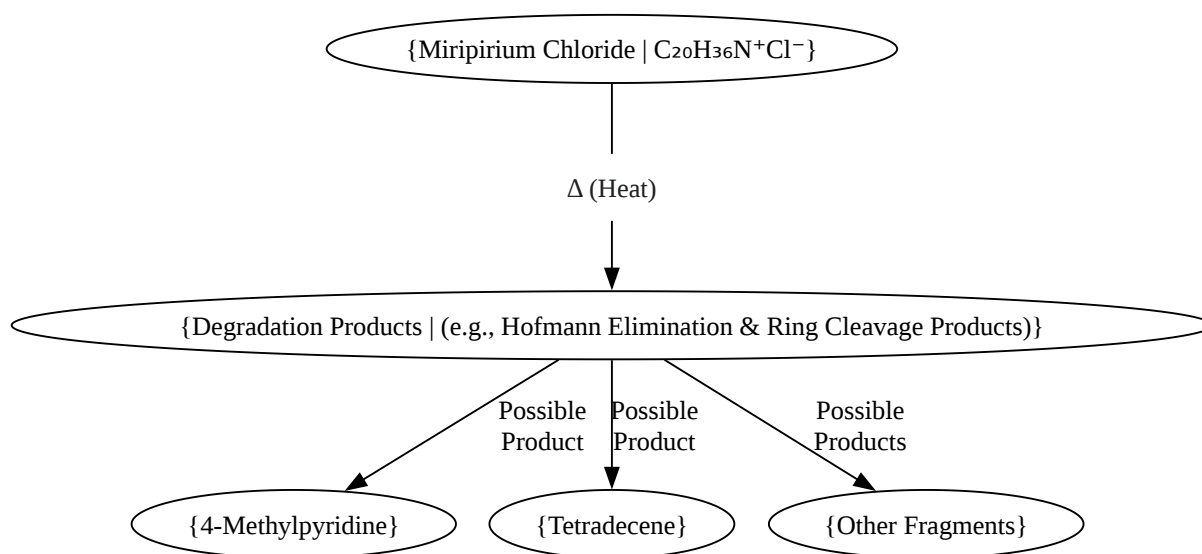 {Miripirium Chloride | C₂₀H₃₆N⁺Cl⁻}
Δ (Heat)
{Degradation Products | (e.g., Hofmann Elimination & Ring Cleavage Products)}
Possible
Product
Possible
Product
Possible
Products
{4-Methylpyridine}
{Tetradecene}
{Other Fragments}